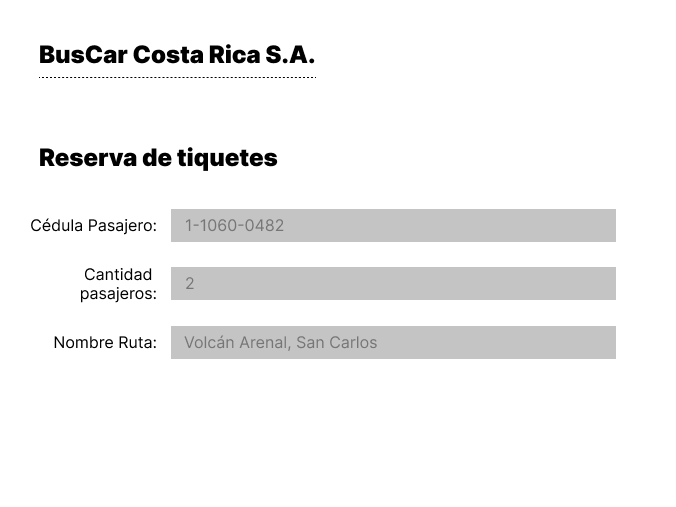 BusCar Costa Rica S.A.
Reserva de tiquetes
Cédula Pasajero: 1-1060-0482
Cantidad
pasajeros: 2
Nombre Ruta: Volcán Arenal, San Carlos